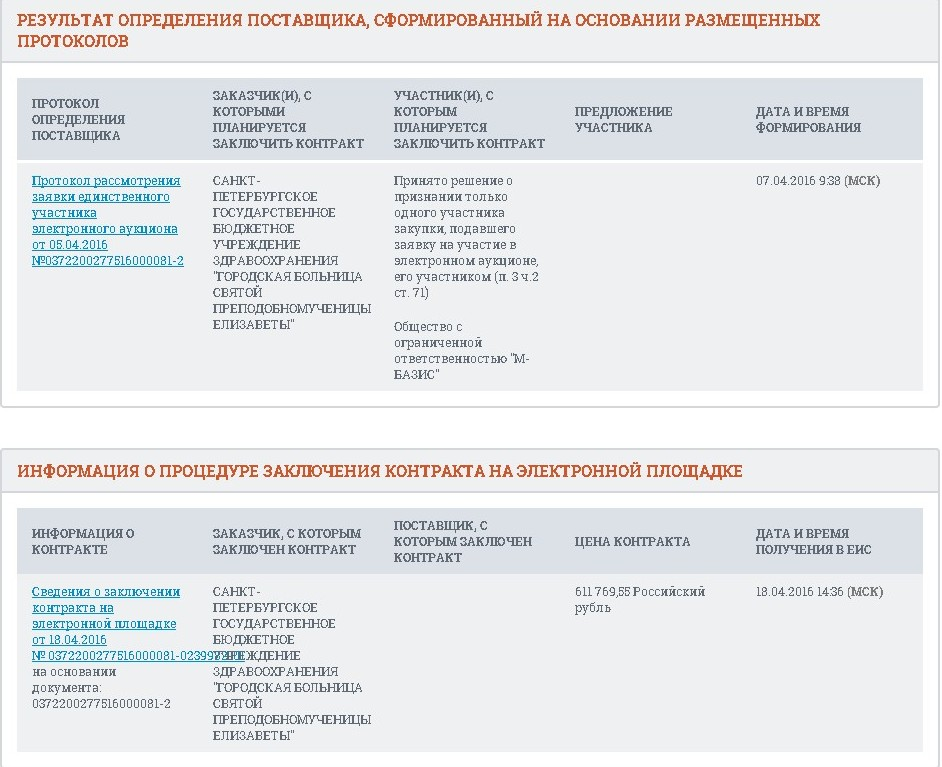 РЕЗУЛЬТАТ ОПРЕДЕЛЕНИЯ ПОСТАВЩИКА, СФОРМИРОВАННЫЙ НА ОСНОВАНИИ РАЗМЕЩЕННЫХ
ПРОТОКОЛОВ
ПРОТОКОЛ
ОПРЕДЕЛЕНИЯ
ПОСТАВЩИКА
ЗАКАЗЧИК(И), С
КОТОРЫМИ
ПЛАНИРУЕТСЯ
ЗАКЛЮЧИТЬ КОНТРАКТ
УЧАСТНИК(И), С
КОТОРЫМ
ПЛАНИРУЕТСЯ
ЗАКЛЮЧИТЬ КОНТРАКТ
ПРЕДЛОЖЕНИЕ
УЧАСТНИКА
ДАТА И ВРЕМЯ
ФОРМИРОВАНИЯ
Протокол рассмотрения
заявки единственного
участника
электронного аукциона
от 05.04.2016
№0372200277516000081-2
САНКТ-
ПЕТЕРБУРГСКОЕ
ГОСУДАРСТВЕННОЕ
БЮДЖЕТНОЕ
УЧРЕЖДЕНИЕ
ЗДРАВООХРАНЕНИЯ
"ГОРОДСКАЯ БОЛЬНИЦА
СВЯТОЙ
ПРЕПОДОБНОМУЧЕНИЦЫ
ЕЛИЗАВЕТЫ"
Принято решение о
признании только
одного участника
закупки, подавшего
заявку на участие в
электронном аукционе,
его участником (п. 3 ч.2
ст. 71)
Общество с
ограниченной
ответственностью "М-
БАЗИС"
07.04.2016 9:38 (МСК)
ИНФОРМАЦИЯ О ПРОЦЕДУРЕ ЗАКЛЮЧЕНИЯ КОНТРАКТА НА ЭЛЕКТРОННОЙ ПЛОЩАДКЕ
ИНФОРМАЦИЯ О
КОНТРАКТЕ
ЗАКАЗЧИК, С КОТОРЫМ
ЗАКЛЮЧЕН КОНТРАКТ
ПОСТАВЩИК, С
КОТОРЫМ ЗАКЛЮЧЕН
КОНТРАКТ
ЦЕНА КОНТРАКТА
ДАТА И ВРЕМЯ
ПОЛУЧЕНИЯ В ЕИС
Сведения о заключении
контракта на
электронной площадке
от 18.04.2016
на основании
документа:
0372200277516000081-2
САНКТ-
ПЕТЕРБУРГСКОЕ
ГОСУДАРСТВЕННОЕ
БЮДЖЕТНОЕ
УЧРЕЖДЕНИЕ
ЗДРАВООХРАНЕНИЯ
"ГОРОДСКАЯ БОЛЬНИЦА
СВЯТОЙ
ПРЕПОДОБНОМУЧЕНИЦЫ
ЕЛИЗАВЕТЫ"
611 769,55 Российский
рубль
18.04.2016 14:36 (МСК)